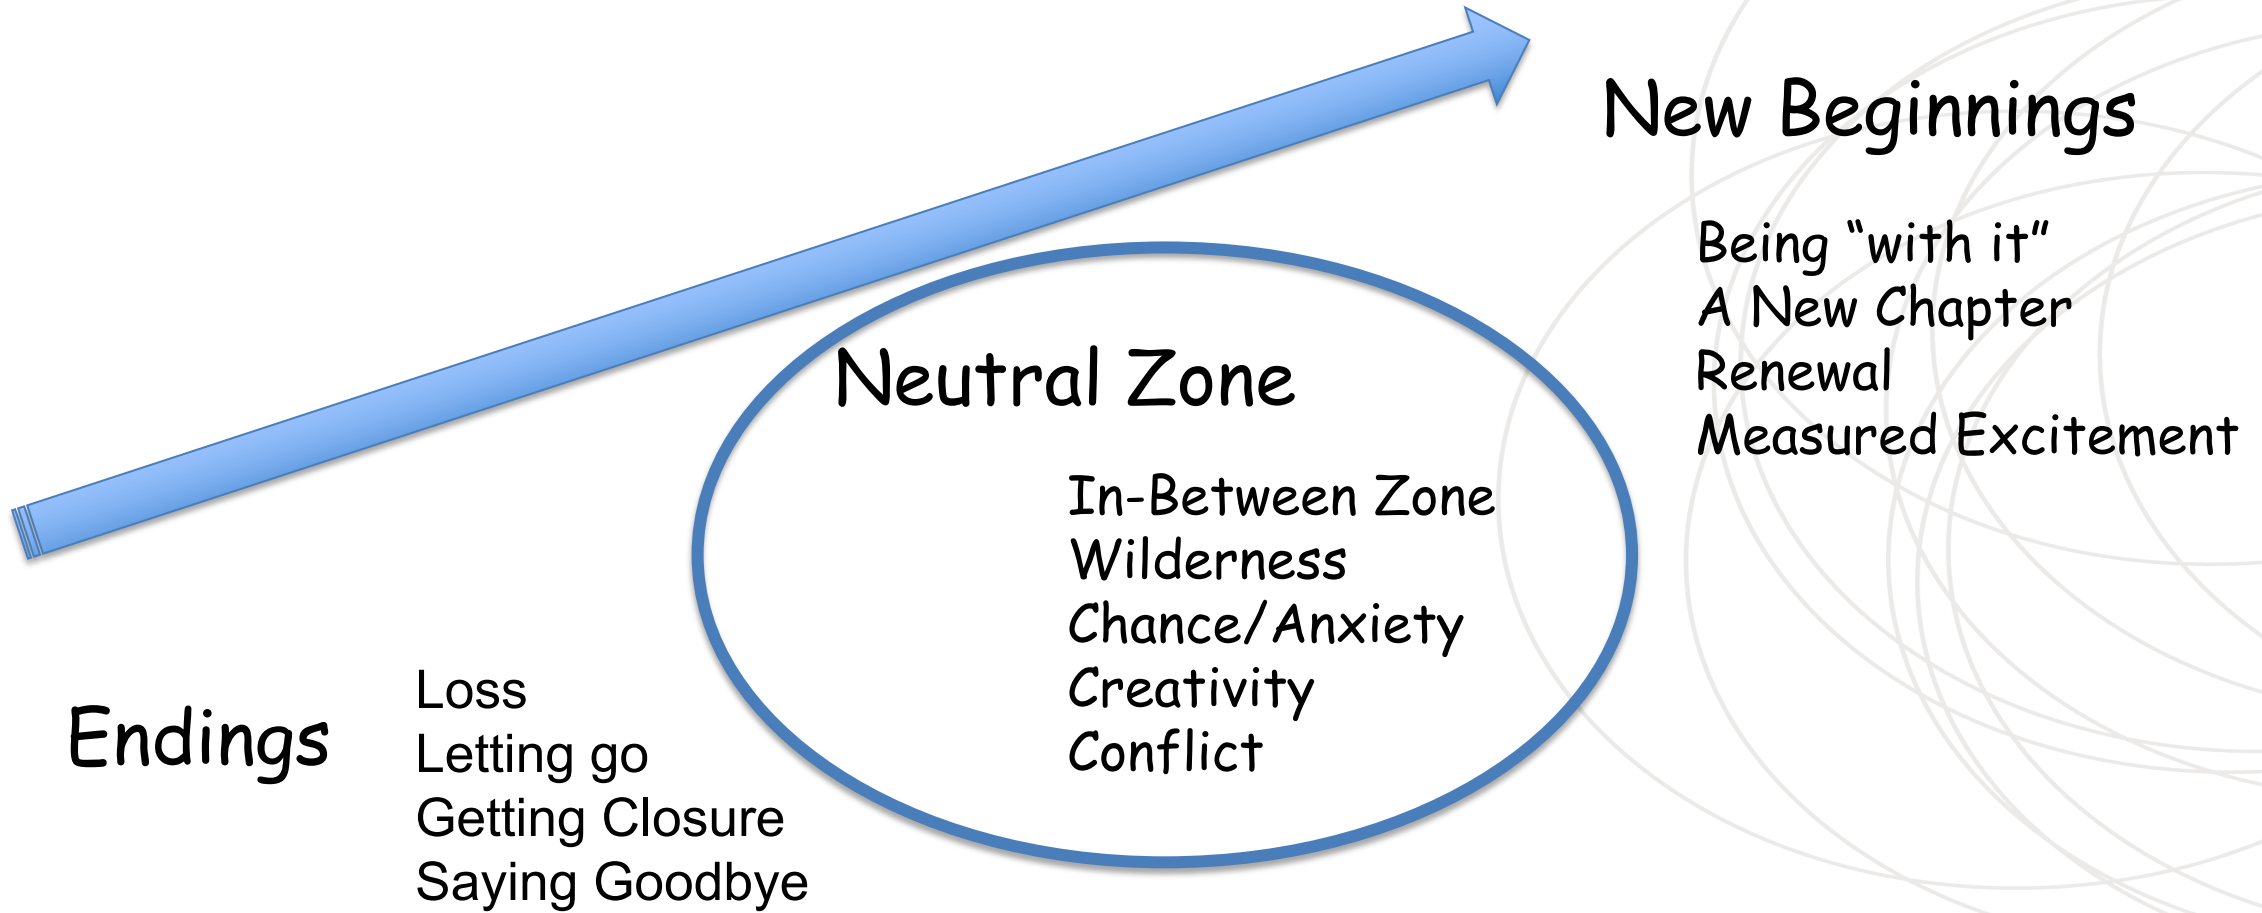 New Beginnings
Being “with it”
A New Chapter
Renewal
Measured Excitement
Neutral Zone
In-Between Zone
Wilderness
Chance/Anxiety
Creativity
Conflict
Endings
Loss
Letting go
Getting Closure
Saying Goodbye